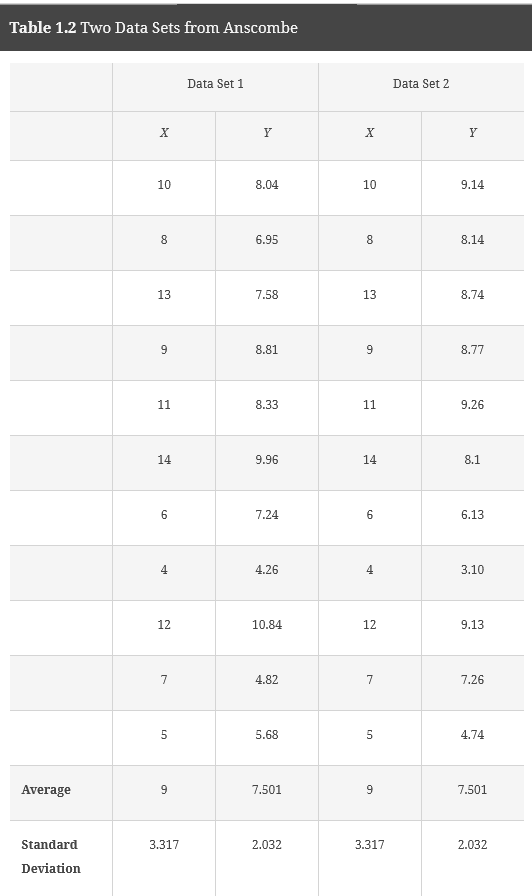 Table 1.2 Two Data Sets from Anscombe
Data Set 1 Data Set 2
X Y X Y
10 8.04 10 9.14
8 6.95 8 8.14
13 7.58 13 8.74
9 8.81 9 8.77
11 8.33 11 9.26
14 9.96 14 8.1
6 7.24 6 6.13
4 4.26 4 3.10
12 10.84 12 9.13
7 4.82 7 7.26
5 5.68 5 4.74
Average 9 7.501 9 7.501
Standard 3.317 2.032 3.317 2.032
Deviation